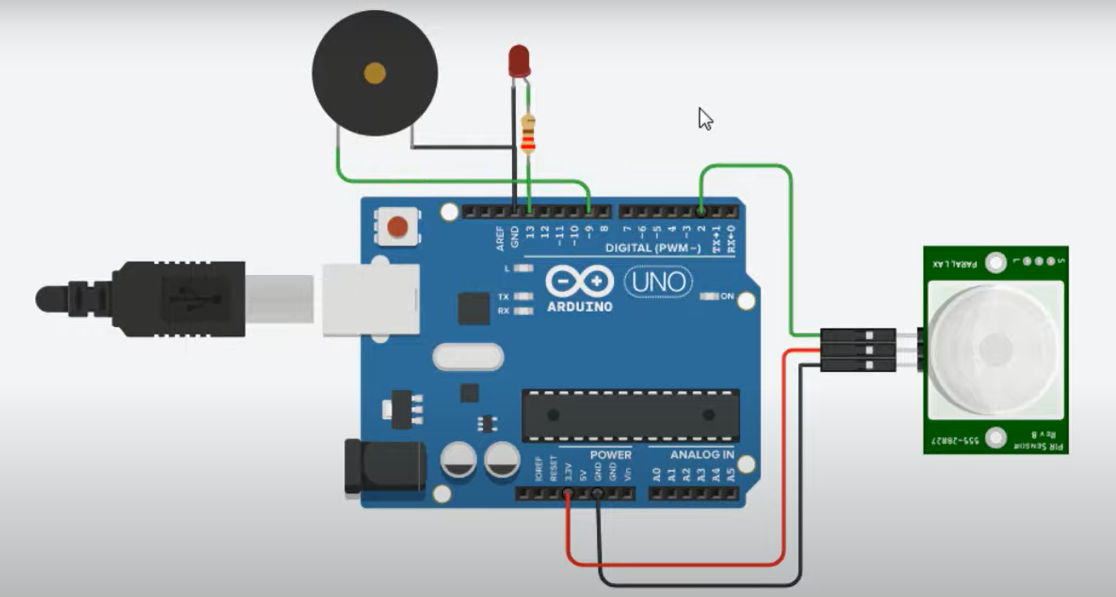 AREF
GND
13
12
~11
~10
~9
8
7
~6
~5
4
~3
2
TX→1
RX←0
DIGITAL (PWM~)
L
TX
RX
ARDUINO
UNO
ON
PARALLAX
PIR SENSOR
Rev B
555-28027
POWER
ANALOG IN
IOREF
RESET
3.3V
5V
GND
GND
Vin
A0
A1
A2
A3
A4
A5